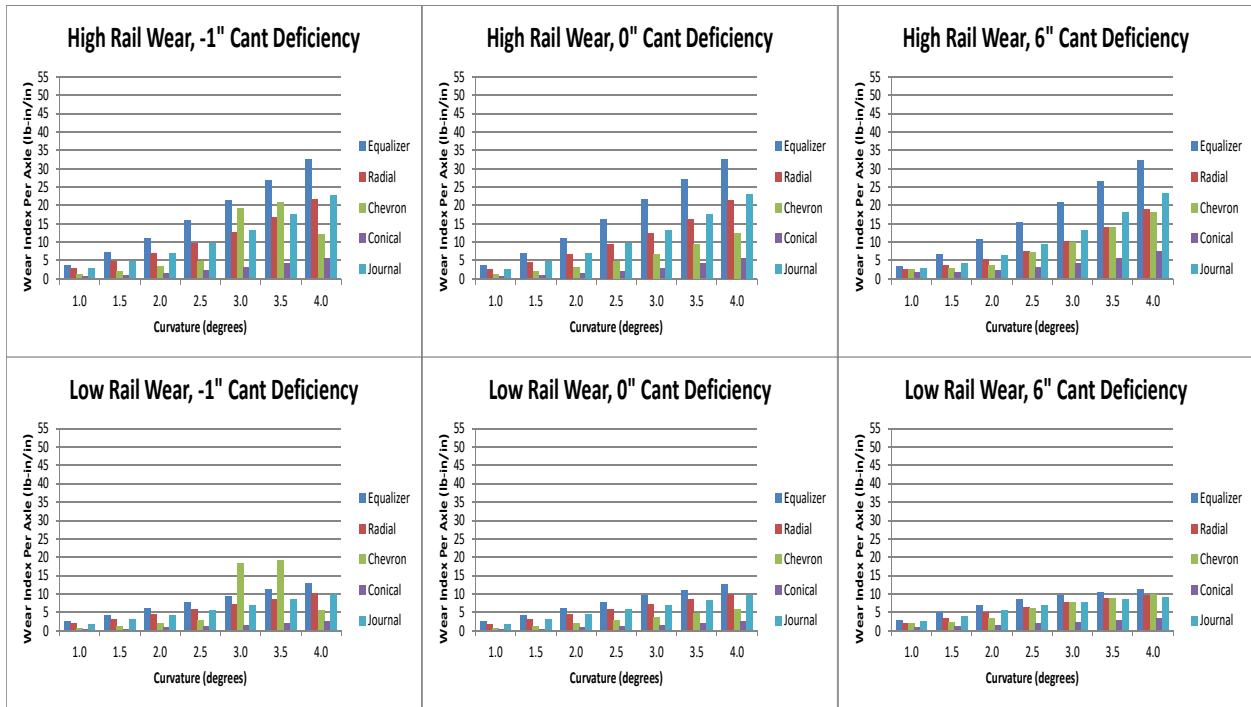 High Rail Wear, -1" Cant Deficiency
Wear Index Per Axle (lb-in/in)
55
50
45
40
35
30
25
20
15
10
5
0
1.0 1.5 2.0 2.5 3.0 3.5 4.0
Curvature (degrees)
Equalizer
Radial
Chevron
Conical
Journal
High Rail Wear, 0" Cant Deficiency
Wear Index Per Axle (lb-in/in)
55
50
45
40
35
30
25
20
15
10
5
0
1.0 1.5 2.0 2.5 3.0 3.5 4.0
Curvature (degrees)
Equalizer
Radial
Chevron
Conical
Journal
High Rail Wear, 6" Cant Deficiency
Wear Index Per Axle (lb-in/in)
55
50
45
40
35
30
25
20
15
10
5
0
1.0 1.5 2.0 2.5 3.0 3.5 4.0
Curvature (degrees)
Equalizer
Radial
Chevron
Conical
Journal
Low Rail Wear, -1" Cant Deficiency
Wear Index Per Axle (lb-in/in)
55
50
45
40
35
30
25
20
15
10
5
0
1.0 1.5 2.0 2.5 3.0 3.5 4.0
Curvature (degrees)
Equalizer
Radial
Chevron
Conical
Journal
Low Rail Wear, 0" Cant Deficiency
Wear Index Per Axle (lb-in/in)
55
50
45
40
35
30
25
20
15
10
5
0
1.0 1.5 2.0 2.5 3.0 3.5 4.0
Curvature (degrees)
Equalizer
Radial
Chevron
Conical
Journal
Low Rail Wear, 6" Cant Deficiency
Wear Index Per Axle (lb-in/in)
55
50
45
40
35
30
25
20
15
10
5
0
1.0 1.5 2.0 2.5 3.0 3.5 4.0
Curvature (degrees)
Equalizer
Radial
Chevron
Conical
Journal